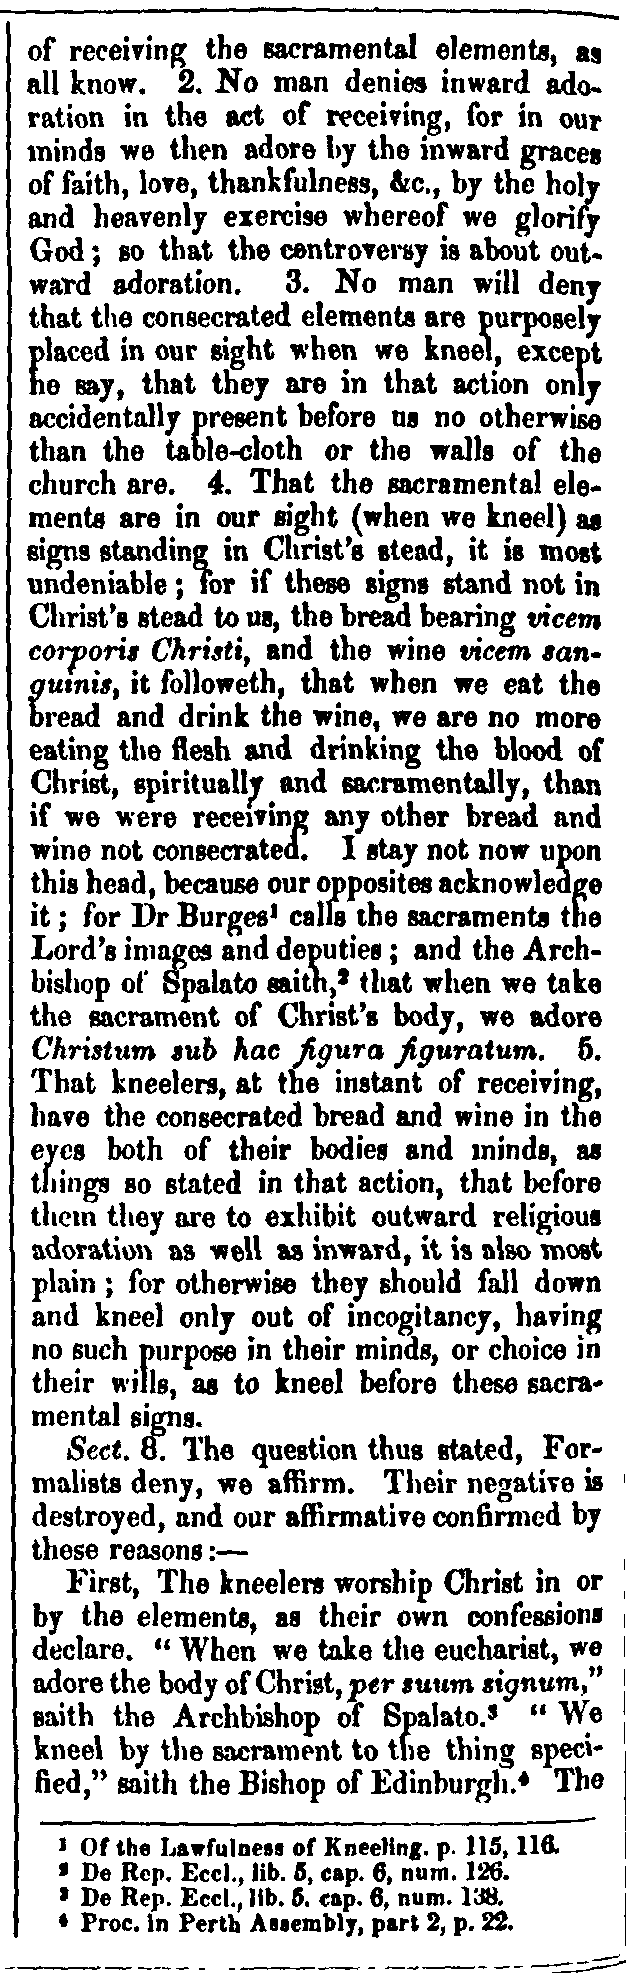 of receiving the sacramental elements, as
all know. 2. No man denies inward ado-
ration in the act of receiving, for in our
minds we then adore by the inward graces
of faith, love, thankfulness, &c., by the holy
and heavenly exercise whereof we glorify
God; so that the controversy is about out-
ward adoration. 3. No man will deny
that the consecrated elements are purposely
placed in our sight when we kneel, except
he say, that they are in that action only
accidentally present before us no otherwise
than the table-cloth or the walls of the
church are. 4. That the sacramental ele-
ments are in our sight (when we kneel) as
signs standing in Christ's stead, it is most
undeniable; for if these signs stand not in
Christ's stead to us, the bread bearing vicem
corporis Christi, and the wine vicem san-
guinis, it followeth, that when we eat the
bread and drink the wine, we are no more
eating the flesh and drinking the blood of
Christ, spiritually and sacramentally, than
if we were receiving any other bread and
wine not consecrated. I stay not now upon
this head, because our opposites acknowledge
it; for Dr Burges¹ calls the sacraments the
Lord's images and deputies; and the Arch-
bishop of Spalato saith,² that when we take
the sacrament of Christ's body, we adore
Christum sub hac figura figuratum. 5.
That kneelers, at the instant of receiving,
have the consecrated bread and wine in the
eyes both of their bodies and minds, as
things so stated in that action, that before
them they are to exhibit outward religious
adoration as well as inward, it is also most
plain; for otherwise they should fall down
and kneel only out of incogitancy, having
no such purpose in their minds, or choice in
their wills, as to kneel before these sacra-
mental signs.
Sect. 8. The question thus stated, For-
malists deny, we affirm. Their negative is
destroyed, and our affirmative confirmed by
these reasons:—
First, The kneelers worship Christ in or
by the elements, as their own confessions
declare. "When we take the eucharist, we
adore the body of Christ, per suum signum,"
saith the Archbishop of Spalato.³ "We
kneel by the sacrament to the thing speci-
fied," saith the Bishop of Edinburgh.⁴ The
¹ Of the Lawfulness of Kneeling. p. 115, 116.
² De Rep. Eccl., lib. 5, cap. 6, num. 126.
³ De Rep. Eccl., lib. 5. cap. 6, num. 138.
⁴ Proc. in Perth Assembly, part 2, p. 22.